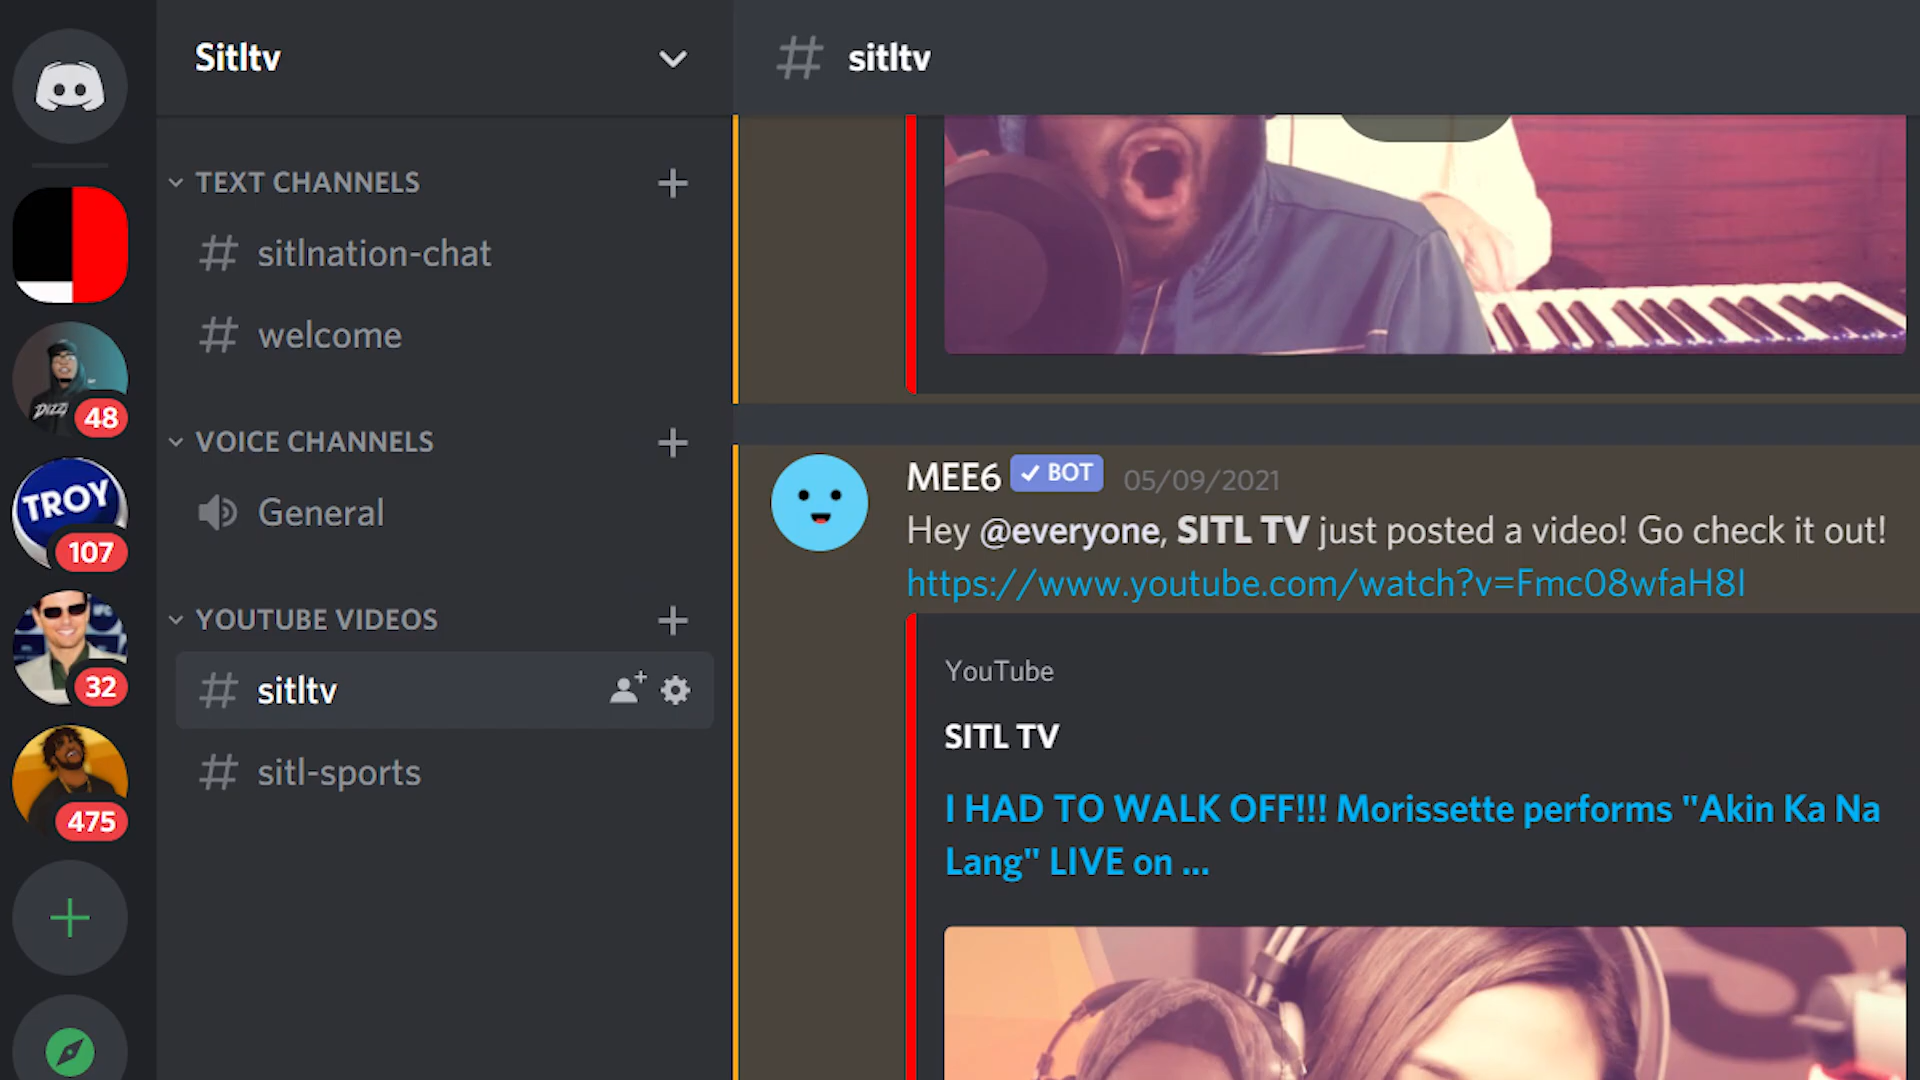 Sitltv
sitltv
TEXT CHANNELS
sitlnation-chat
welcome
VOICE CHANNELS
General
YOUTUBE VIDEOS
sitltv
sitl-sports
DIZZ
48
TROY
107
32
475
MEE6 BOT 05/09/2021
Hey @everyone, SITL TV just posted a video! Go check it out!
https://www.youtube.com/watch?v=Fmc08wfaH8I
YouTube
SITL TV
I HAD TO WALK OFF!!! Morissette performs "Akin Ka Na
Lang" LIVE on ...